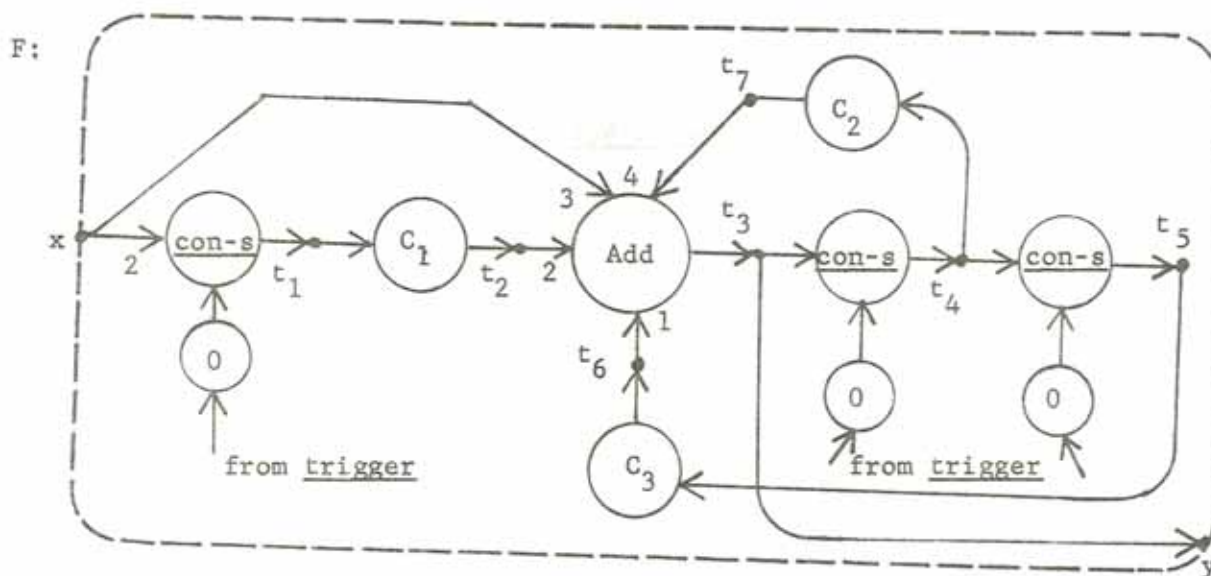 F:
t7
C2
4
3
x
2
con-s
t1
C1
t2
2
Add
t3
con-s
t4
con-s
t5
1
0
t6
0
0
from trigger
C3
from trigger
y